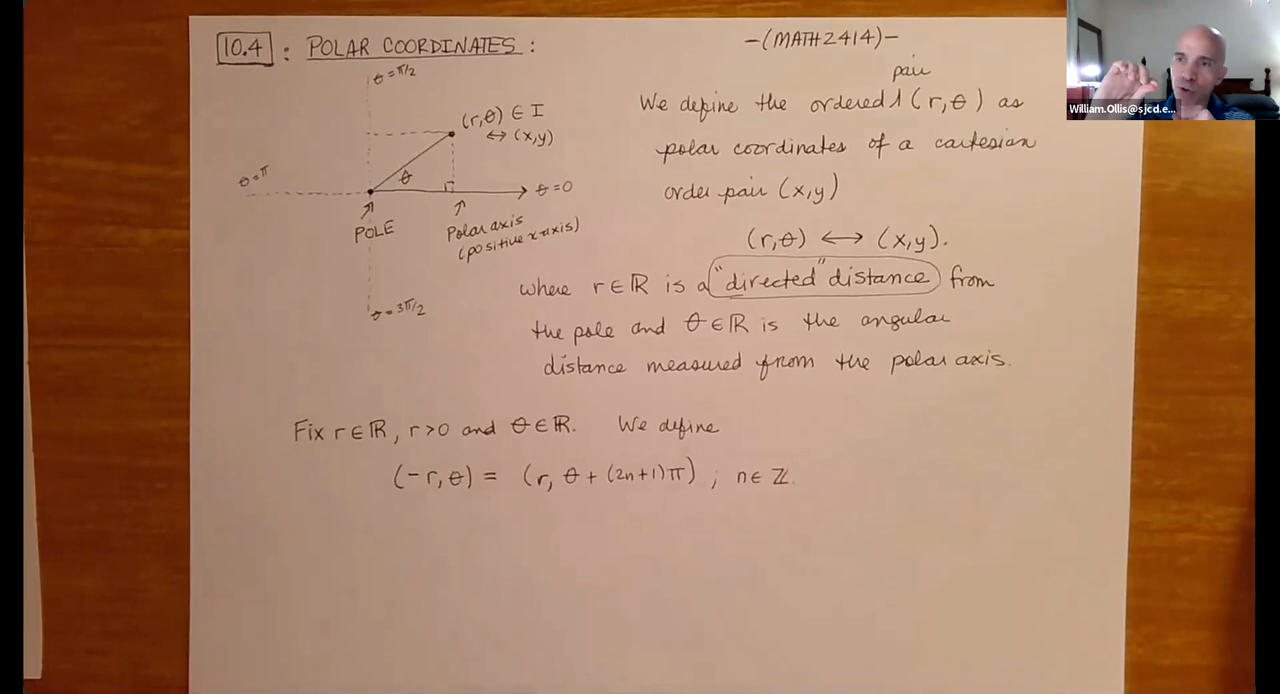 10.4 : POLAR COORDINATES :
-(MATH2414)-
θ = π/2
(r,θ) ∈ I
↔ (x,y)
θ
θ=π
θ=0
POLE
Polar axis
(positive x-axis)
θ = 3π/2
pair
We define the ordered (r,θ) as
polar coordinates of a cartesian
order pair (x,y)
(r,θ) ⟷ (x,y).
where r∈ℝ is a "directed" distance from
the pole and θ∈ℝ is the angular
distance measured from the polar axis.
Fix r∈ℝ, r>0 and θ∈ℝ. We define
(-r,θ) = (r, θ + (2n+1)π) ; n∈ℤ.
William.Ollis@sjcd.e...